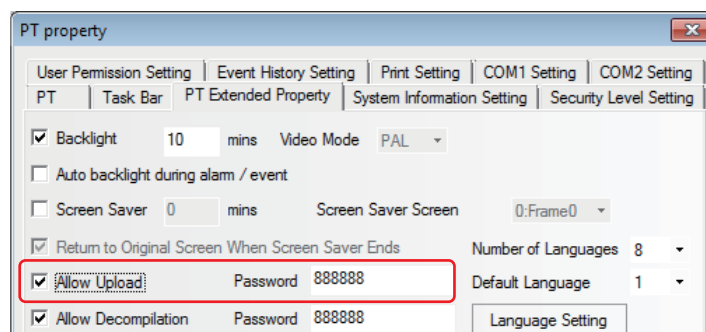 PT property
User Permission Setting Event History Setting Print Setting COM1 Setting COM2 Setting
PT Task Bar PT Extended Property System Information Setting Security Level Setting
Backlight 10 mins Video Mode PAL
Auto backlight during alarm / event
Screen Saver 0 mins Screen Saver Screen 0:Frame0
Return to Original Screen When Screen Saver Ends Number of Languages 8
Allow Upload Password 888888 Default Language 1
Allow Decompilation Password 888888 Language Setting